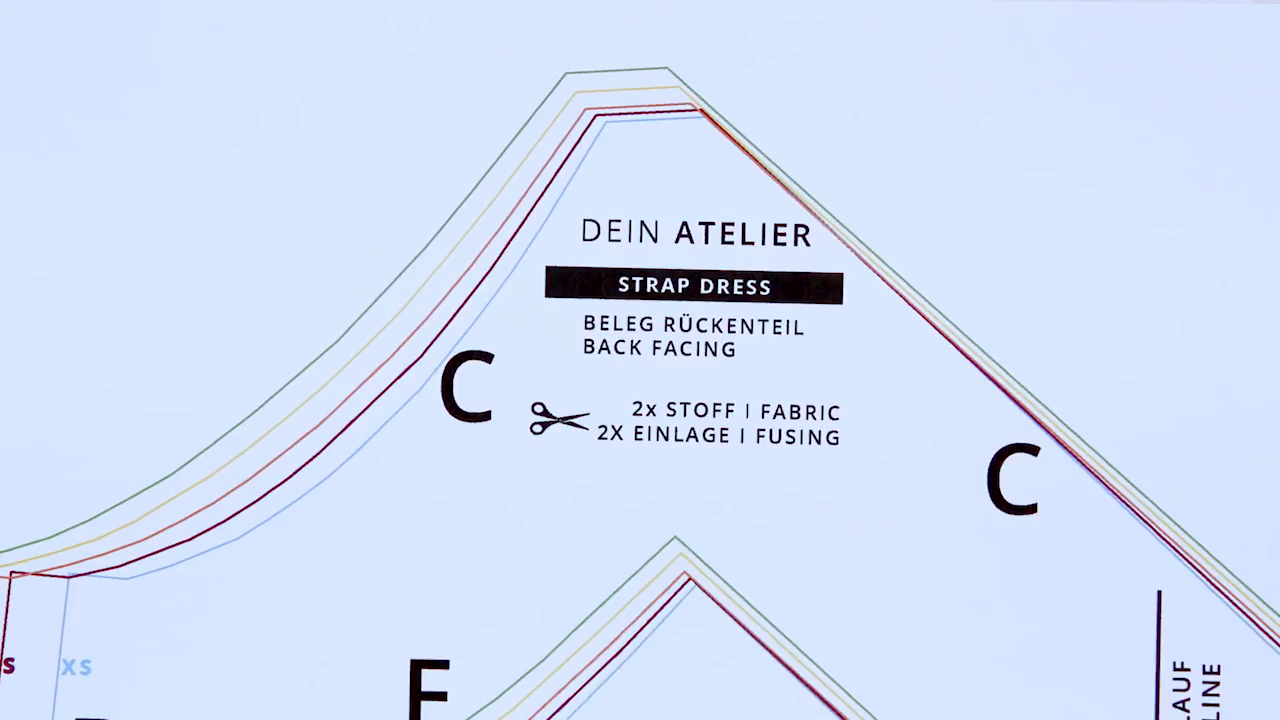 DEIN ATELIER
STRAP DRESS
BELEG RÜCKENTEIL
BACK FACING
C
2x STOFF I FABRIC
2X EINLAGE I FUSING
C
S
XS